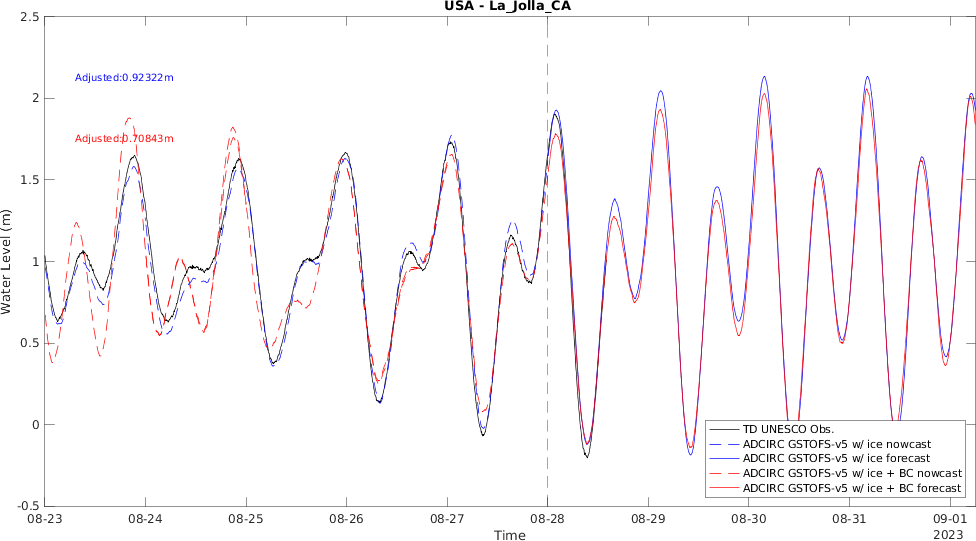 USA - La_Jolla_CA
2.5
2
1.5
1
0.5
0
-0.5
Water Level (m)
Adjusted:0.92322m
Adjusted:0.70843m
TD UNESCO Obs.
ADCIRC GSTOFS-v5 w/ ice nowcast
ADCIRC GSTOFS-v5 w/ ice forecast
ADCIRC GSTOFS-v5 w/ ice + BC nowcast
ADCIRC GSTOFS-v5 w/ ice + BC forecast
08-23 08-24 08-25 08-26 08-27 08-28 08-29 08-30 08-31 09-01
Time
2023